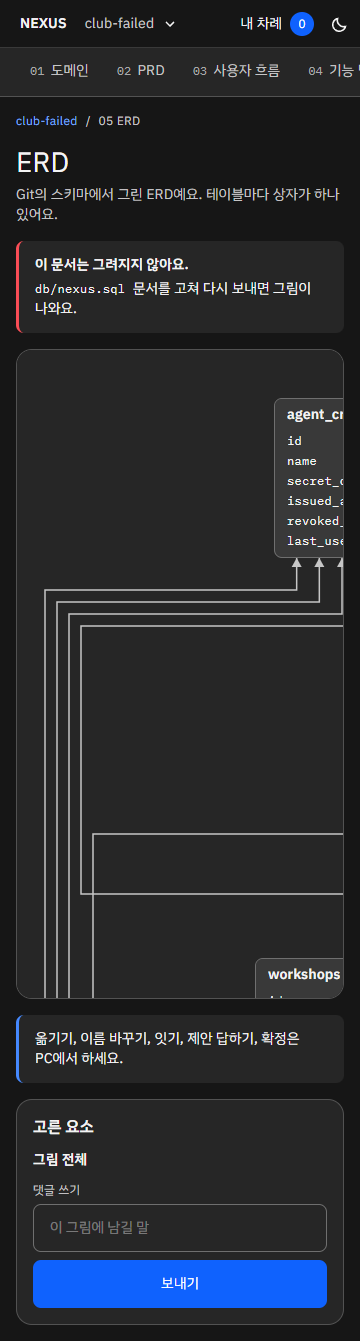 NEXUS club-failed 내 차례 0
01 도메인 02 PRD 03 사용자 흐름 04 기능
club-failed / 05 ERD
ERD
Git의 스키마에서 그린 ERD예요. 테이블마다 상자가 하나
있어요.
이 문서는 그려지지 않아요.
db/nexus.sql 문서를 고쳐 다시 보내면 그림이
나와요.
agent_cr
id
name
secret_
issued_a
revoked_
last_use
workshops
옮기기, 이름 바꾸기, 잇기, 제안 답하기, 확정은
PC에서 하세요.
고른 요소
그림 전체
댓글 쓰기
이 그림에 남길 말
보내기